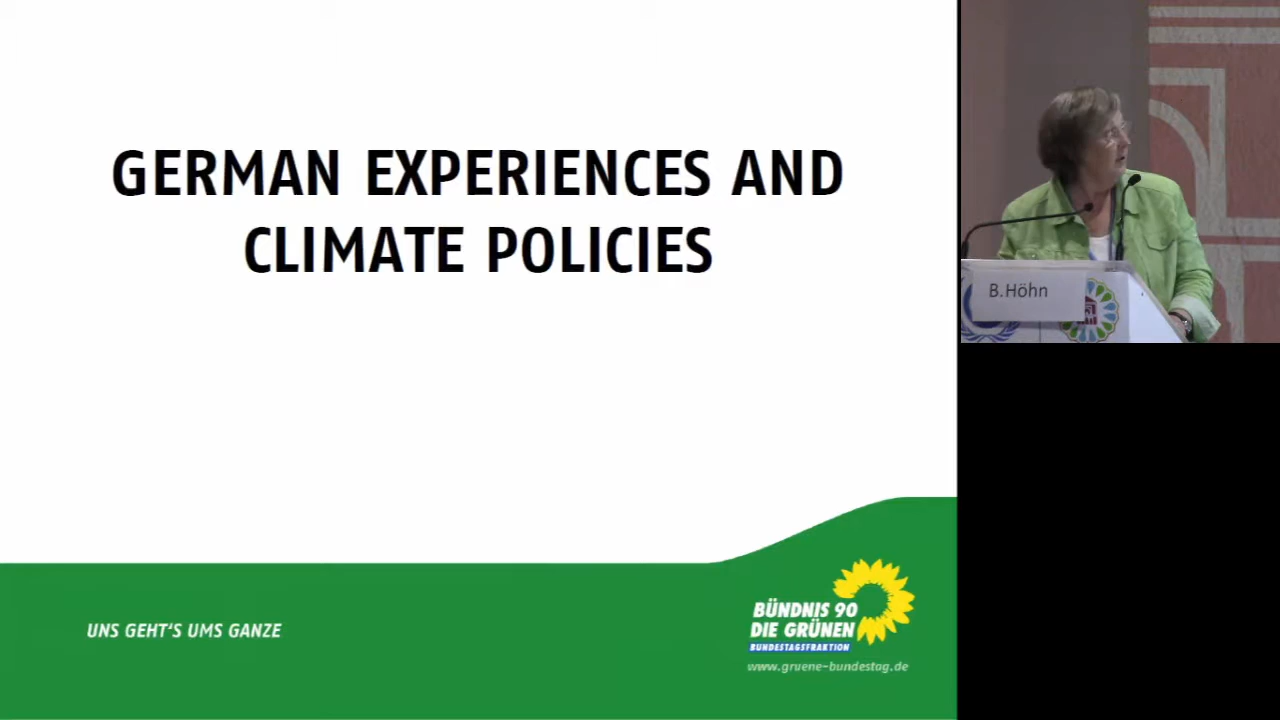 GERMAN EXPERIENCES AND
CLIMATE POLICIES
B.Höhn
UNS GEHT'S UMS GANZE
BÜNDNIS 90
DIE GRÜNEN
BUNDESTAGSFRAKTION
www.gruene-bundestag.de